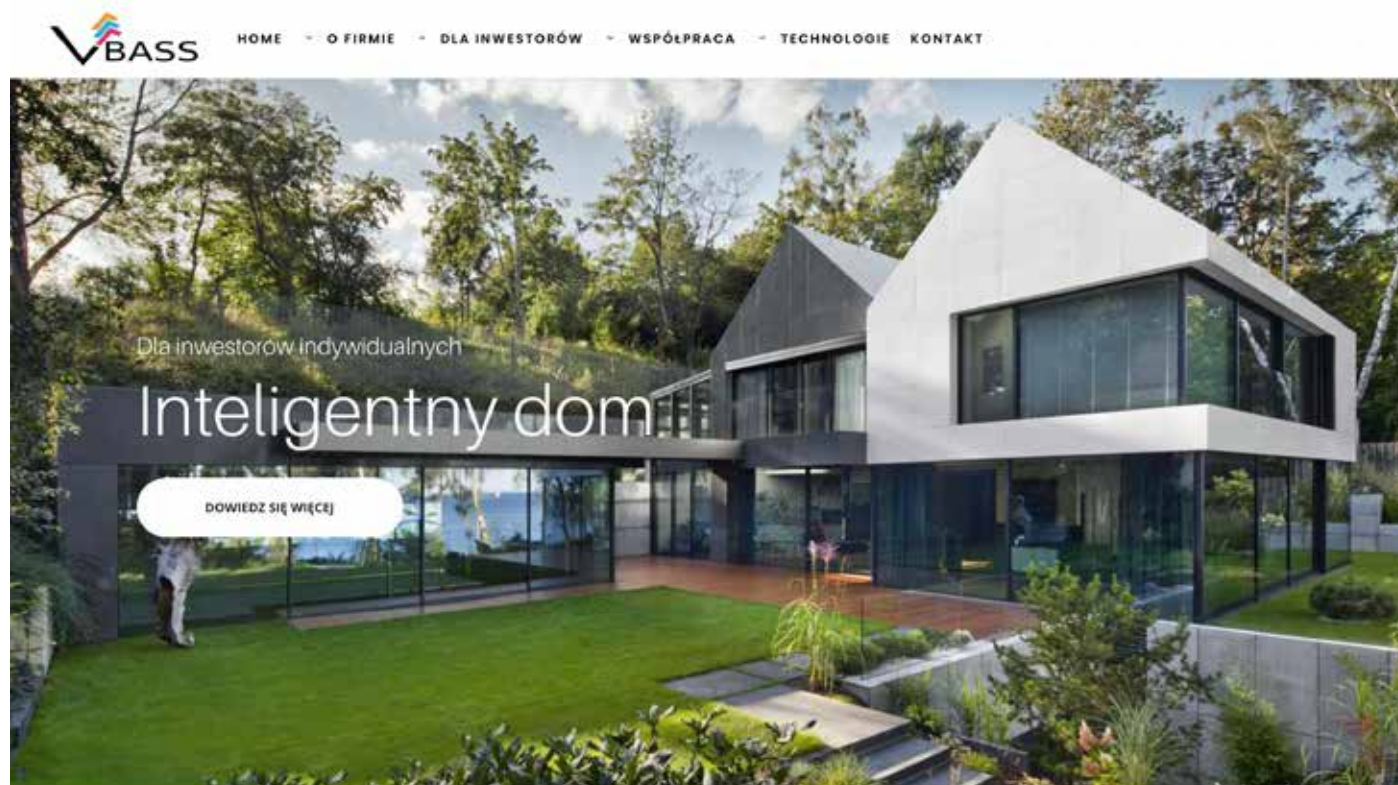 VBASS
HOME O FIRMIE DLA INWESTORÓW WSPÓŁPRACA TECHNOLOGIE KONTAKT
Dla inwestorów indywidualnych
Inteligentny dom
DOWIEDZ SIĘ WIĘCEJ